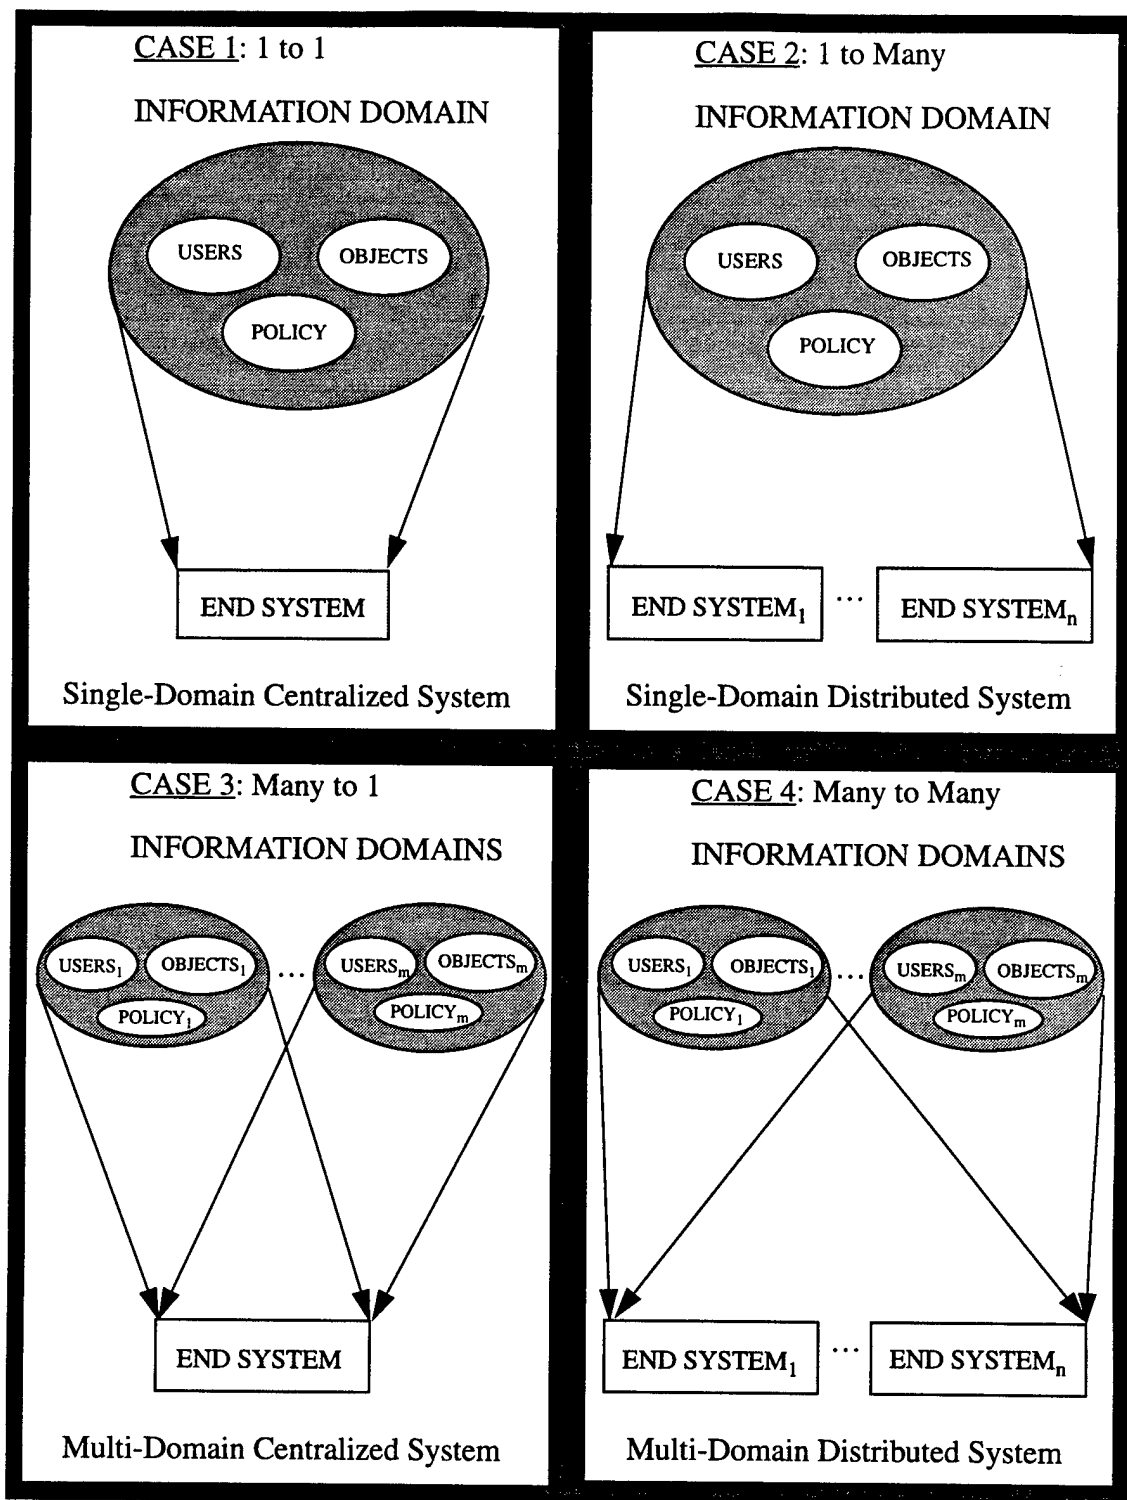 CASE 1: 1 to 1
INFORMATION DOMAIN
USERS
OBJECTS
POLICY
END SYSTEM
Single-Domain Centralized System
CASE 2: 1 to Many
INFORMATION DOMAIN
USERS
OBJECTS
POLICY
END SYSTEM₁ ... END SYSTEMₙ
Single-Domain Distributed System
CASE 3: Many to 1
INFORMATION DOMAINS
USERS₁ OBJECTS₁ ... USERSₘ OBJECTSₘ
POLICY₁ POLICYₘ
END SYSTEM
Multi-Domain Centralized System
CASE 4: Many to Many
INFORMATION DOMAINS
USERS₁ OBJECTS₁ ... USERSₘ OBJECTSₘ
POLICY₁ POLICYₘ
END SYSTEM₁ ... END SYSTEMₙ
Multi-Domain Distributed System